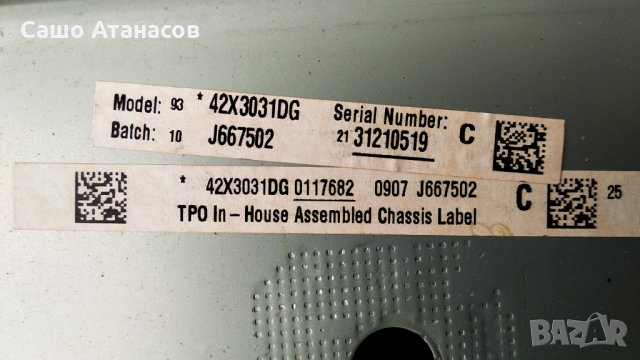 Сашо Атанасов
Model: 93 * 42X3031DG Serial Number: C
Batch: 10 J667502 21 31210519
* 42X3031DG 0117682 0907 J667502 C 25
TPO In-House Assembled Chassis Label
BAZAR